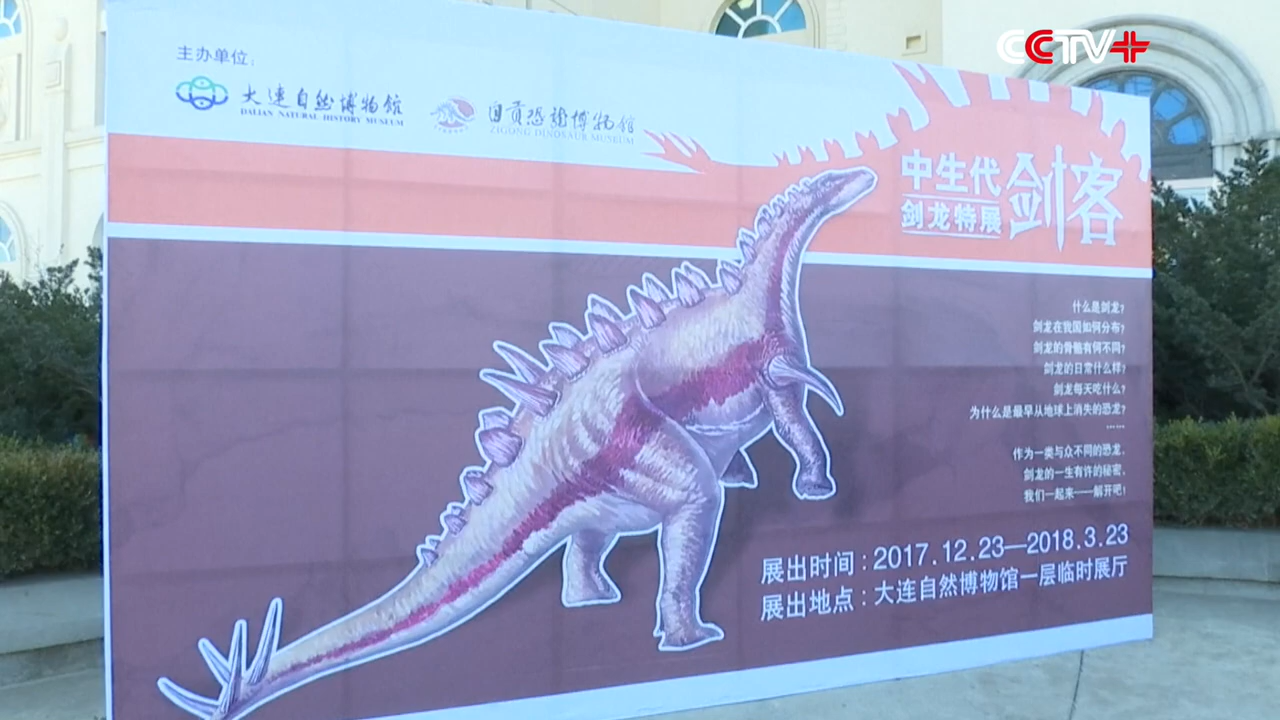 CCTV+
主办单位：
大连自然博物馆
DALIAN NATURAL HISTORY MUSEUM
自贡恐龙博物馆
ZIGONG DINOSAUR MUSEUM
中生代
剑龙特展
剑客
什么是剑龙?
剑龙在我国如何分布?
剑龙的骨骼有何不同?
剑龙的日常什么样?
剑龙每天吃什么?
为什么是最早从地球上消失的恐龙?
……
作为一类与众不同的恐龙,
剑龙的一生有许的秘密,
我们一起来一一解开吧!
展出时间：2017.12.23—2018.3.23
展出地点：大连自然博物馆一层临时展厅